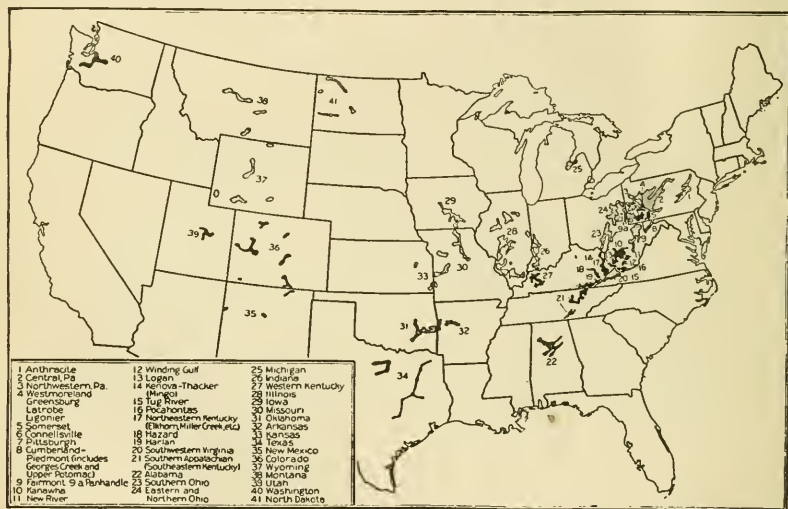 1 Anthracite
2 Central, Pa
3 Northwestern, Pa.
4 Westmoreland
Greensburg
Latrobe
Ligonier
5 Somerset
6 Connellsville
7 Pittsburgh
8 Cumberland-
Piedmont (includes
Georges Creek and
Upper Potomac)
9 Fairmont 9a Panhandle
10 Kanawha
11 New River
12 Winding Gulf
13 Logan
14 Kenova-Thacker
(Mingo)
15 Tug River
16 Pocahontas
17 Northeastern Kentucky
(Elkhorn, Miller Creek, etc)
18 Hazard
19 Harlan
20 Southwestern Virginia
21 Southern Appalachian
(Southeastern Kentucky)
22 Alabama
23 Southern Ohio
24 Eastern and
Northern Ohio
25 Michigan
26 Indiana
27 Western Kentucky
28 Illinois
29 Iowa
30 Missouri
31 Oklahoma
32 Arkansas
33 Kansas
34 Texas
35 New Mexico
36 Colorado
37 Wyoming
38 Montana
39 Utah
40 Washington
41 North Dakota
40
38
41
37
39
36
35
29
28
33
30
31
32
34
25
26
27
24
23
9a
10
18
17
19
16
20 15
21
22